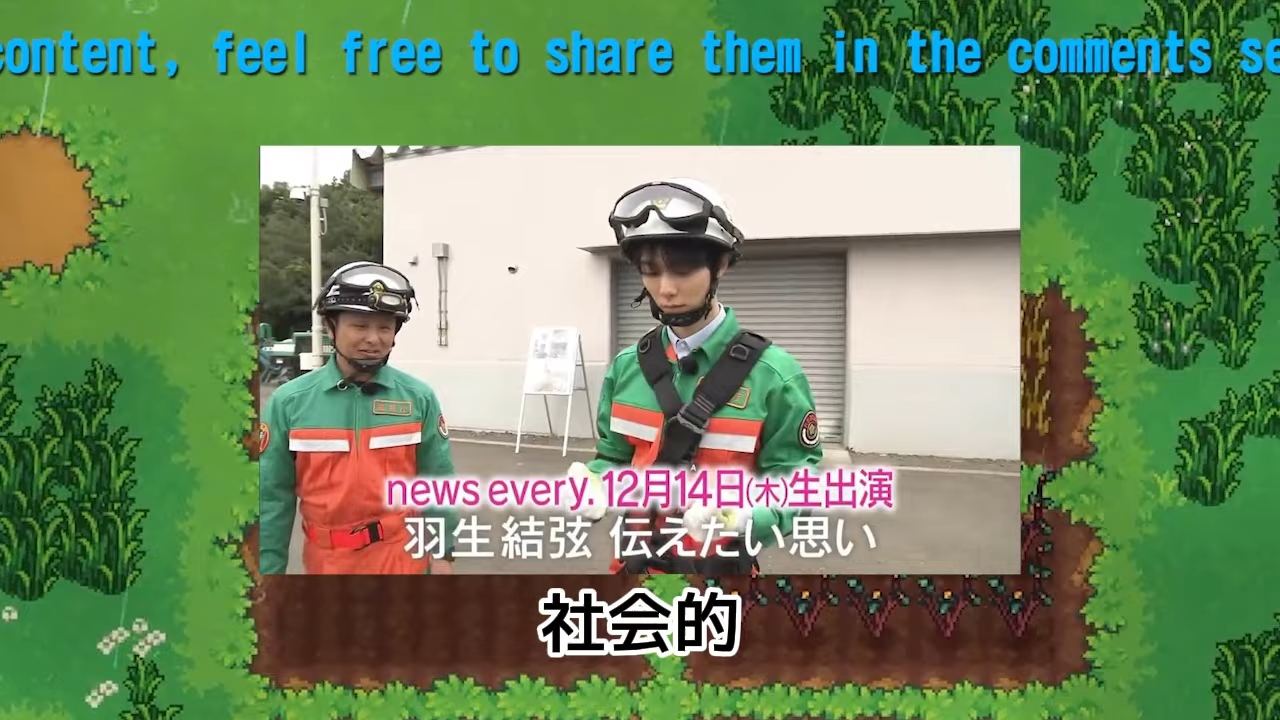 content, feel free to share them in the comments se
news every. 12月14日(木)生出演
羽生結弦 伝えたい思い
社会的